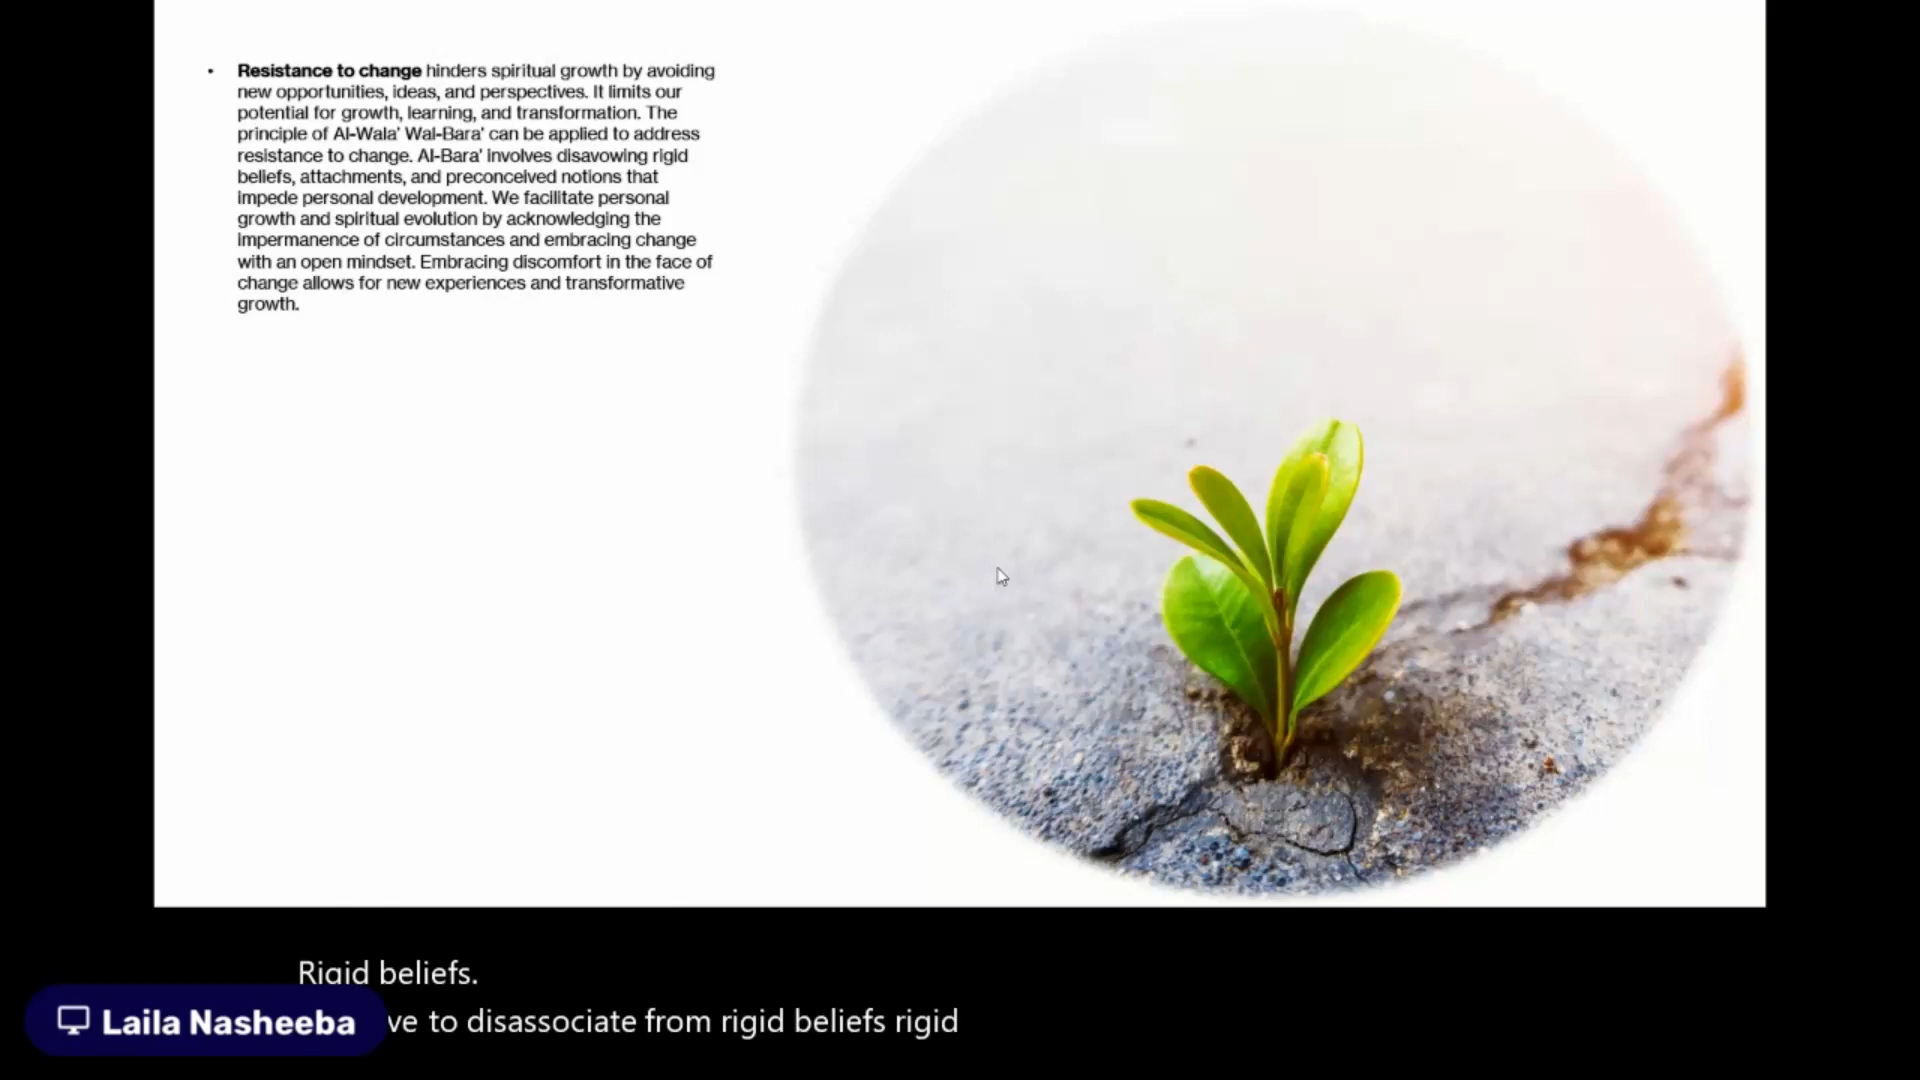 • Resistance to change hinders spiritual growth by avoiding
new opportunities, ideas, and perspectives. It limits our
potential for growth, learning, and transformation. The
principle of Al-Wala' Wal-Bara' can be applied to address
resistance to change. Al-Bara' involves disavowing rigid
beliefs, attachments, and preconceived notions that
impede personal development. We facilitate personal
growth and spiritual evolution by acknowledging the
impermanence of circumstances and embracing change
with an open mindset. Embracing discomfort in the face of
change allows for new experiences and transformative
growth.
Rigid beliefs.
ve to disassociate from rigid beliefs rigid
Laila Nasheeba